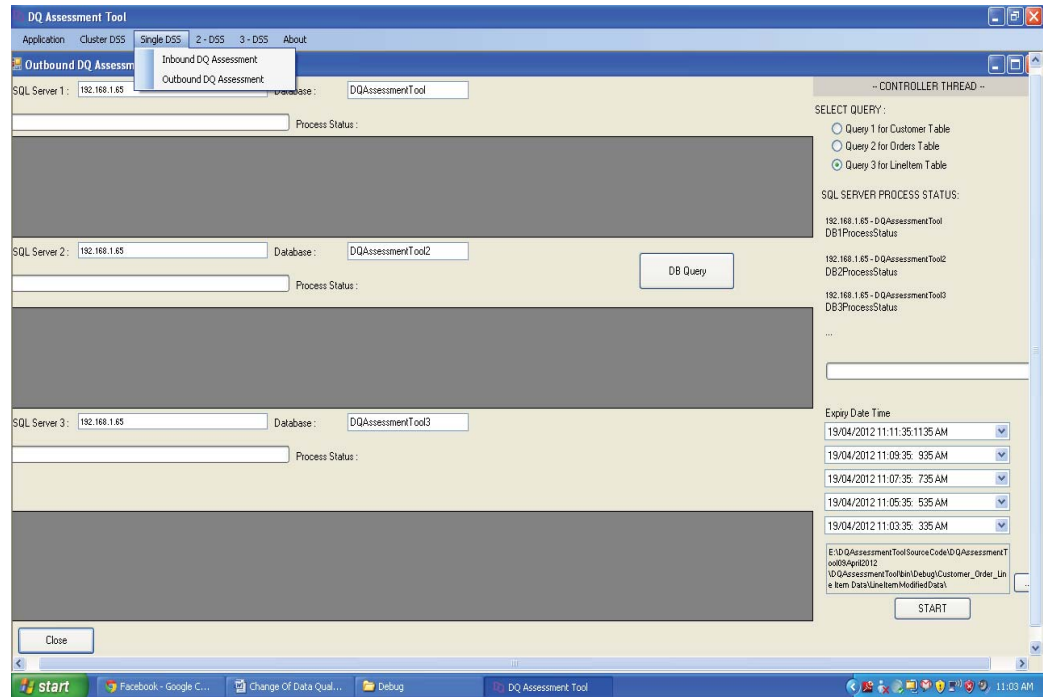 DQ Assessment Tool
Application Cluster DSS Single DSS 2 - DSS 3 - DSS About
Inbound DQ Assessment
Outbound DQ Assessment
Outbound DQ Assessm
SQL Server 1 : 192.168.1.65 Database : DQAssessmentTool
Process Status :
SQL Server 2 : 192.168.1.65 Database : DQAssessmentTool2
Process Status :
DB Query
SQL Server 3 : 192.168.1.65 Database : DQAssessmentTool3
Process Status :
Close
-- CONTROLLER THREAD --
SELECT QUERY :
Query 1 for Customer Table
Query 2 for Orders Table
Query 3 for LineItem Table
SQL SERVER PROCESS STATUS:
192.168.1.65 - DQAssessmentTool
DB1ProcessStatus
192.168.1.65 - DQAssessmentTool2
DB2ProcessStatus
192.168.1.65 - DQAssessmentTool3
DB3ProcessStatus
...
Expiry Date Time
19/04/2012 11:11:35:1135 AM
19/04/2012 11:09:35: 935 AM
19/04/2012 11:07:35: 735 AM
19/04/2012 11:05:35: 535 AM
19/04/2012 11:03:35: 335 AM
E:\DQAssessmentToolSourceCode\DQAssessmentT
ool09April2012
\DQAssessmentTool\bin\Debug\Customer_Order_Lin
e Item Data\LineItemModifiedData\
...
START
start Facebook - Google C... Change Of Data Qual... Debug DQ Assessment Tool 11:03 AM